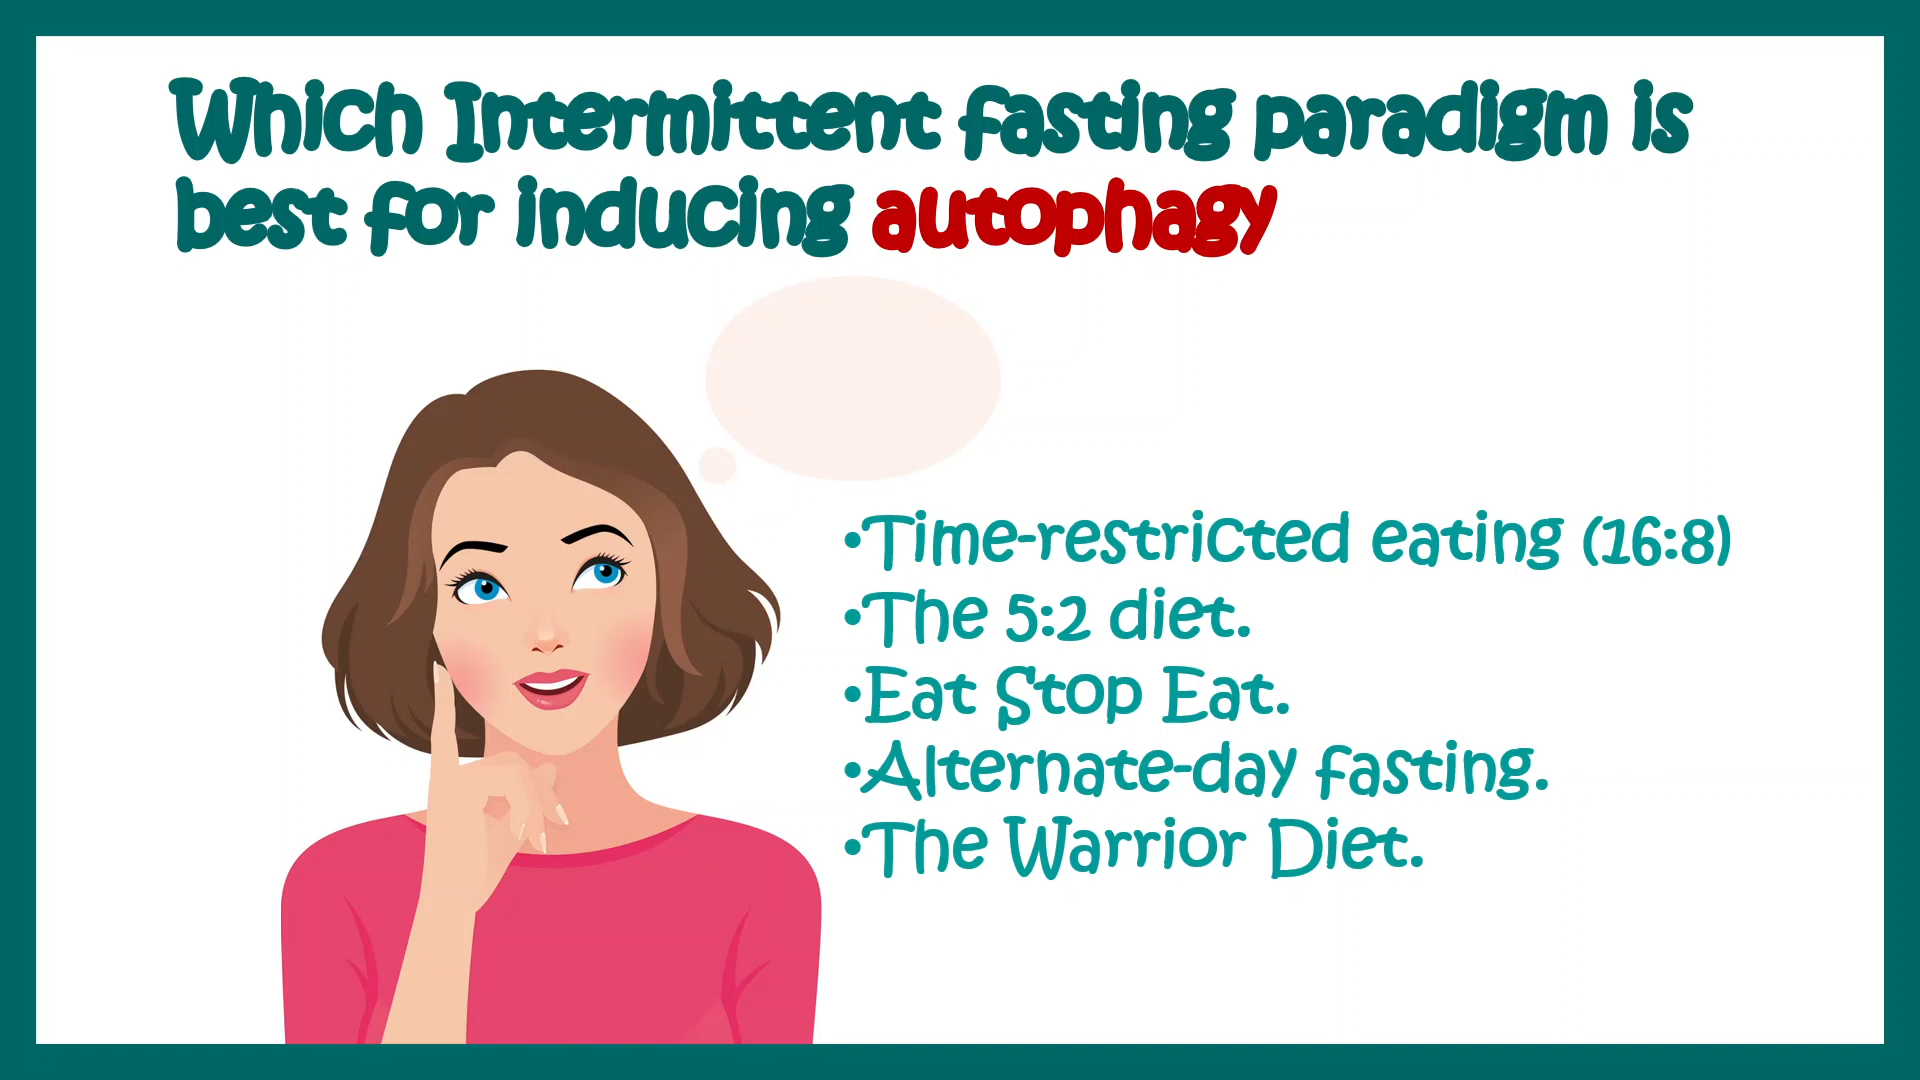 Which Intermittent fasting paradigm is
best for inducing autophagy
•Time-restricted eating (16:8)
•The 5:2 diet.
•Eat Stop Eat.
•Alternate-day fasting.
•The Warrior Diet.